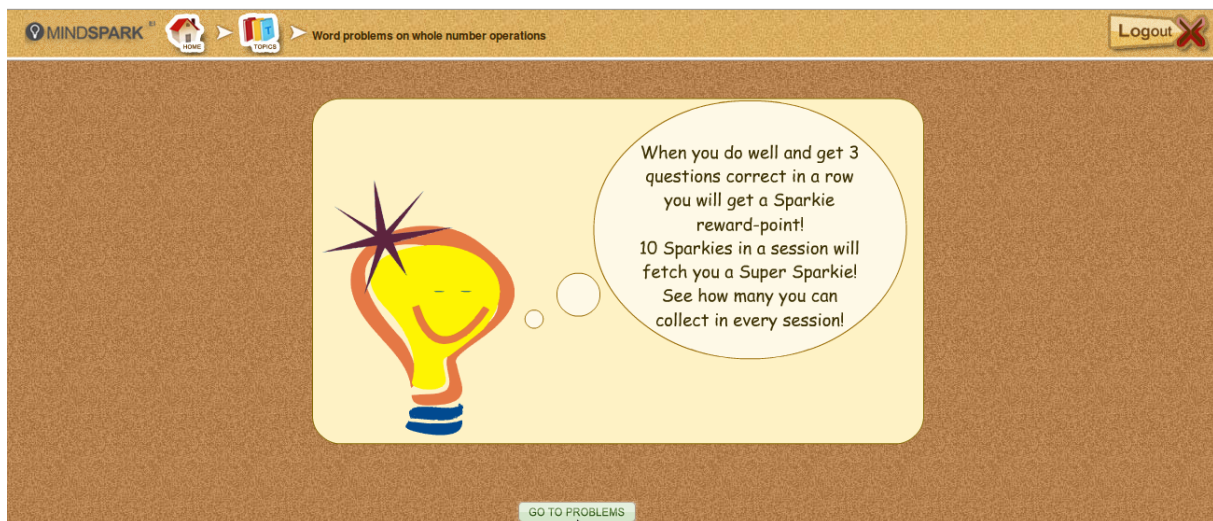 MINDSPARK
HOME
TOPICS
Word problems on whole number operations
Logout
When you do well and get 3
questions correct in a row
you will get a Sparkie
reward-point!
10 Sparkies in a session will
fetch you a Super Sparkie!
See how many you can
collect in every session!
GO TO PROBLEMS